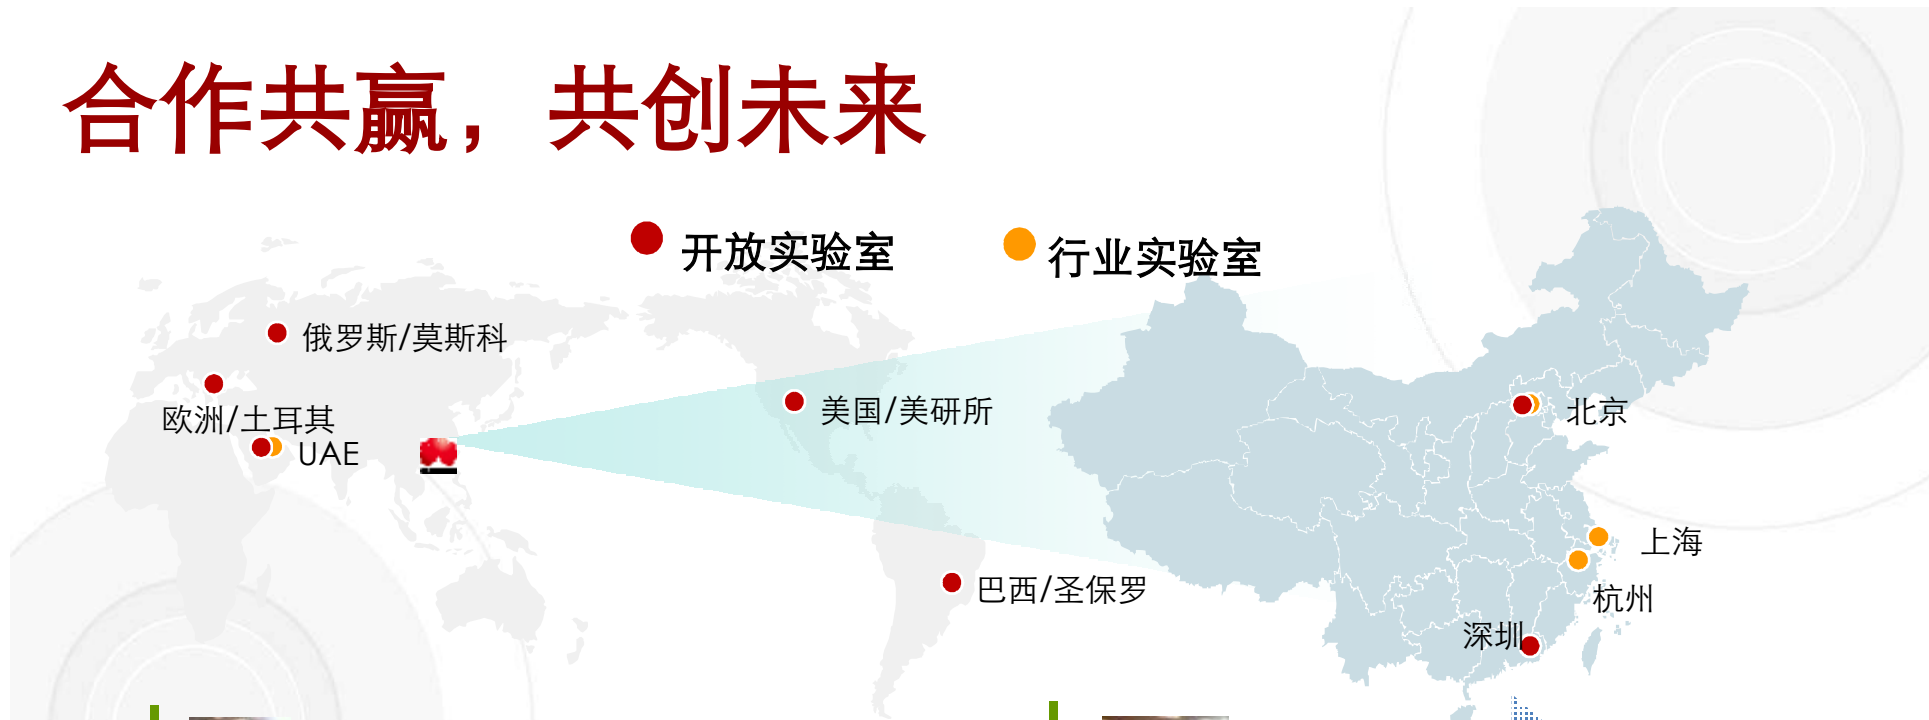 合作共赢，共创未来
开放实验室
行业实验室
俄罗斯/莫斯科
欧洲/土耳其
UAE
美国/美研所
北京
上海
巴西/圣保罗
杭州
深圳